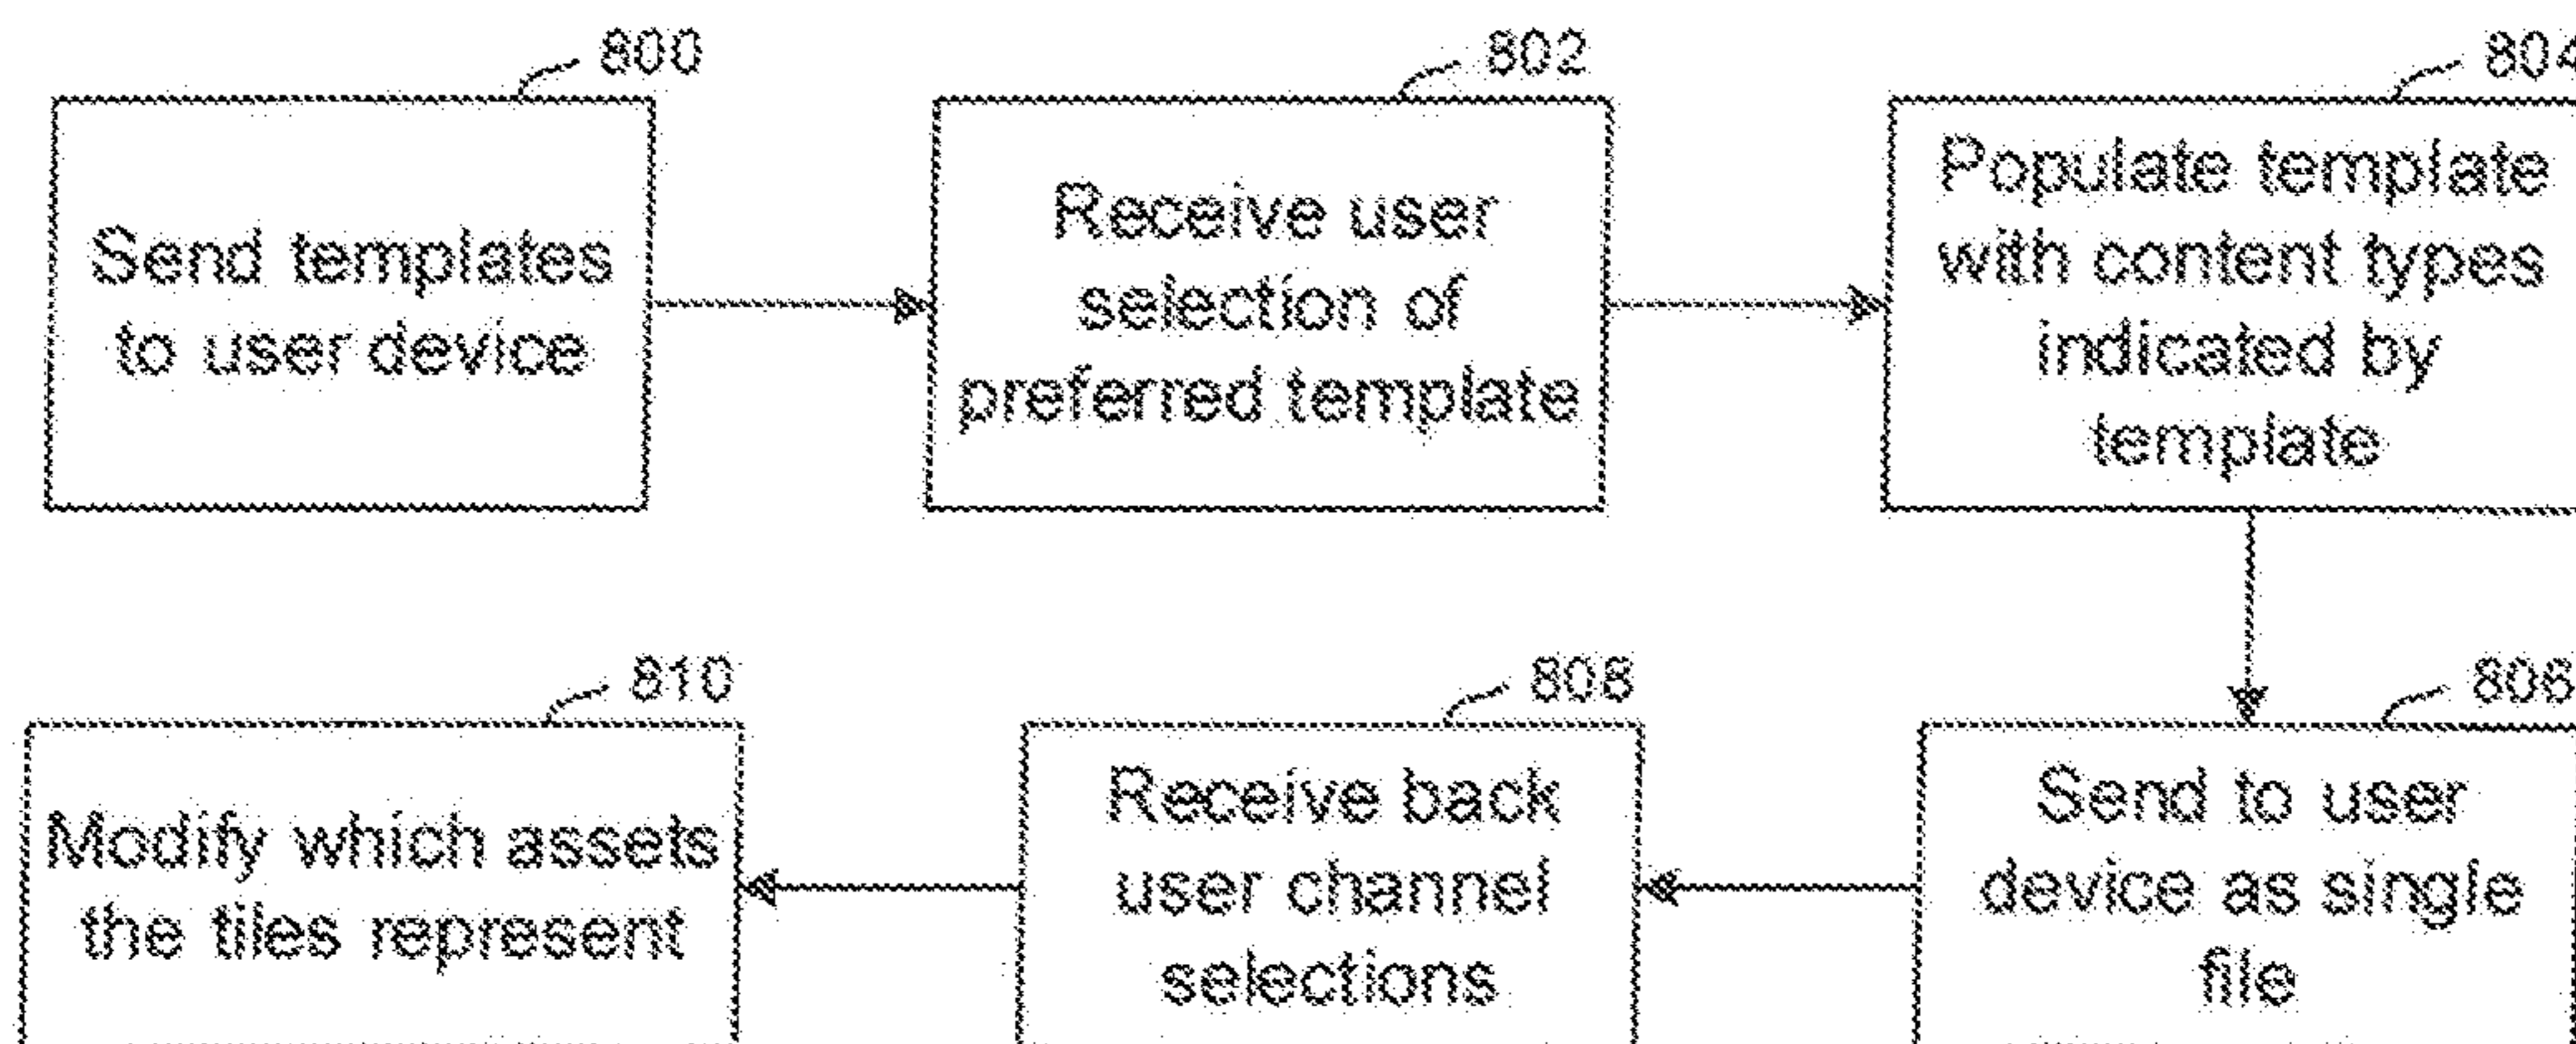 800
Send templates
to user device
802
Receive user
selection of
preferred template
804
Populate template
with content types
indicated by
template
806
Send to user
device as single
file
808
Receive back
user channel
selections
810
Modify which assets
the tiles represent